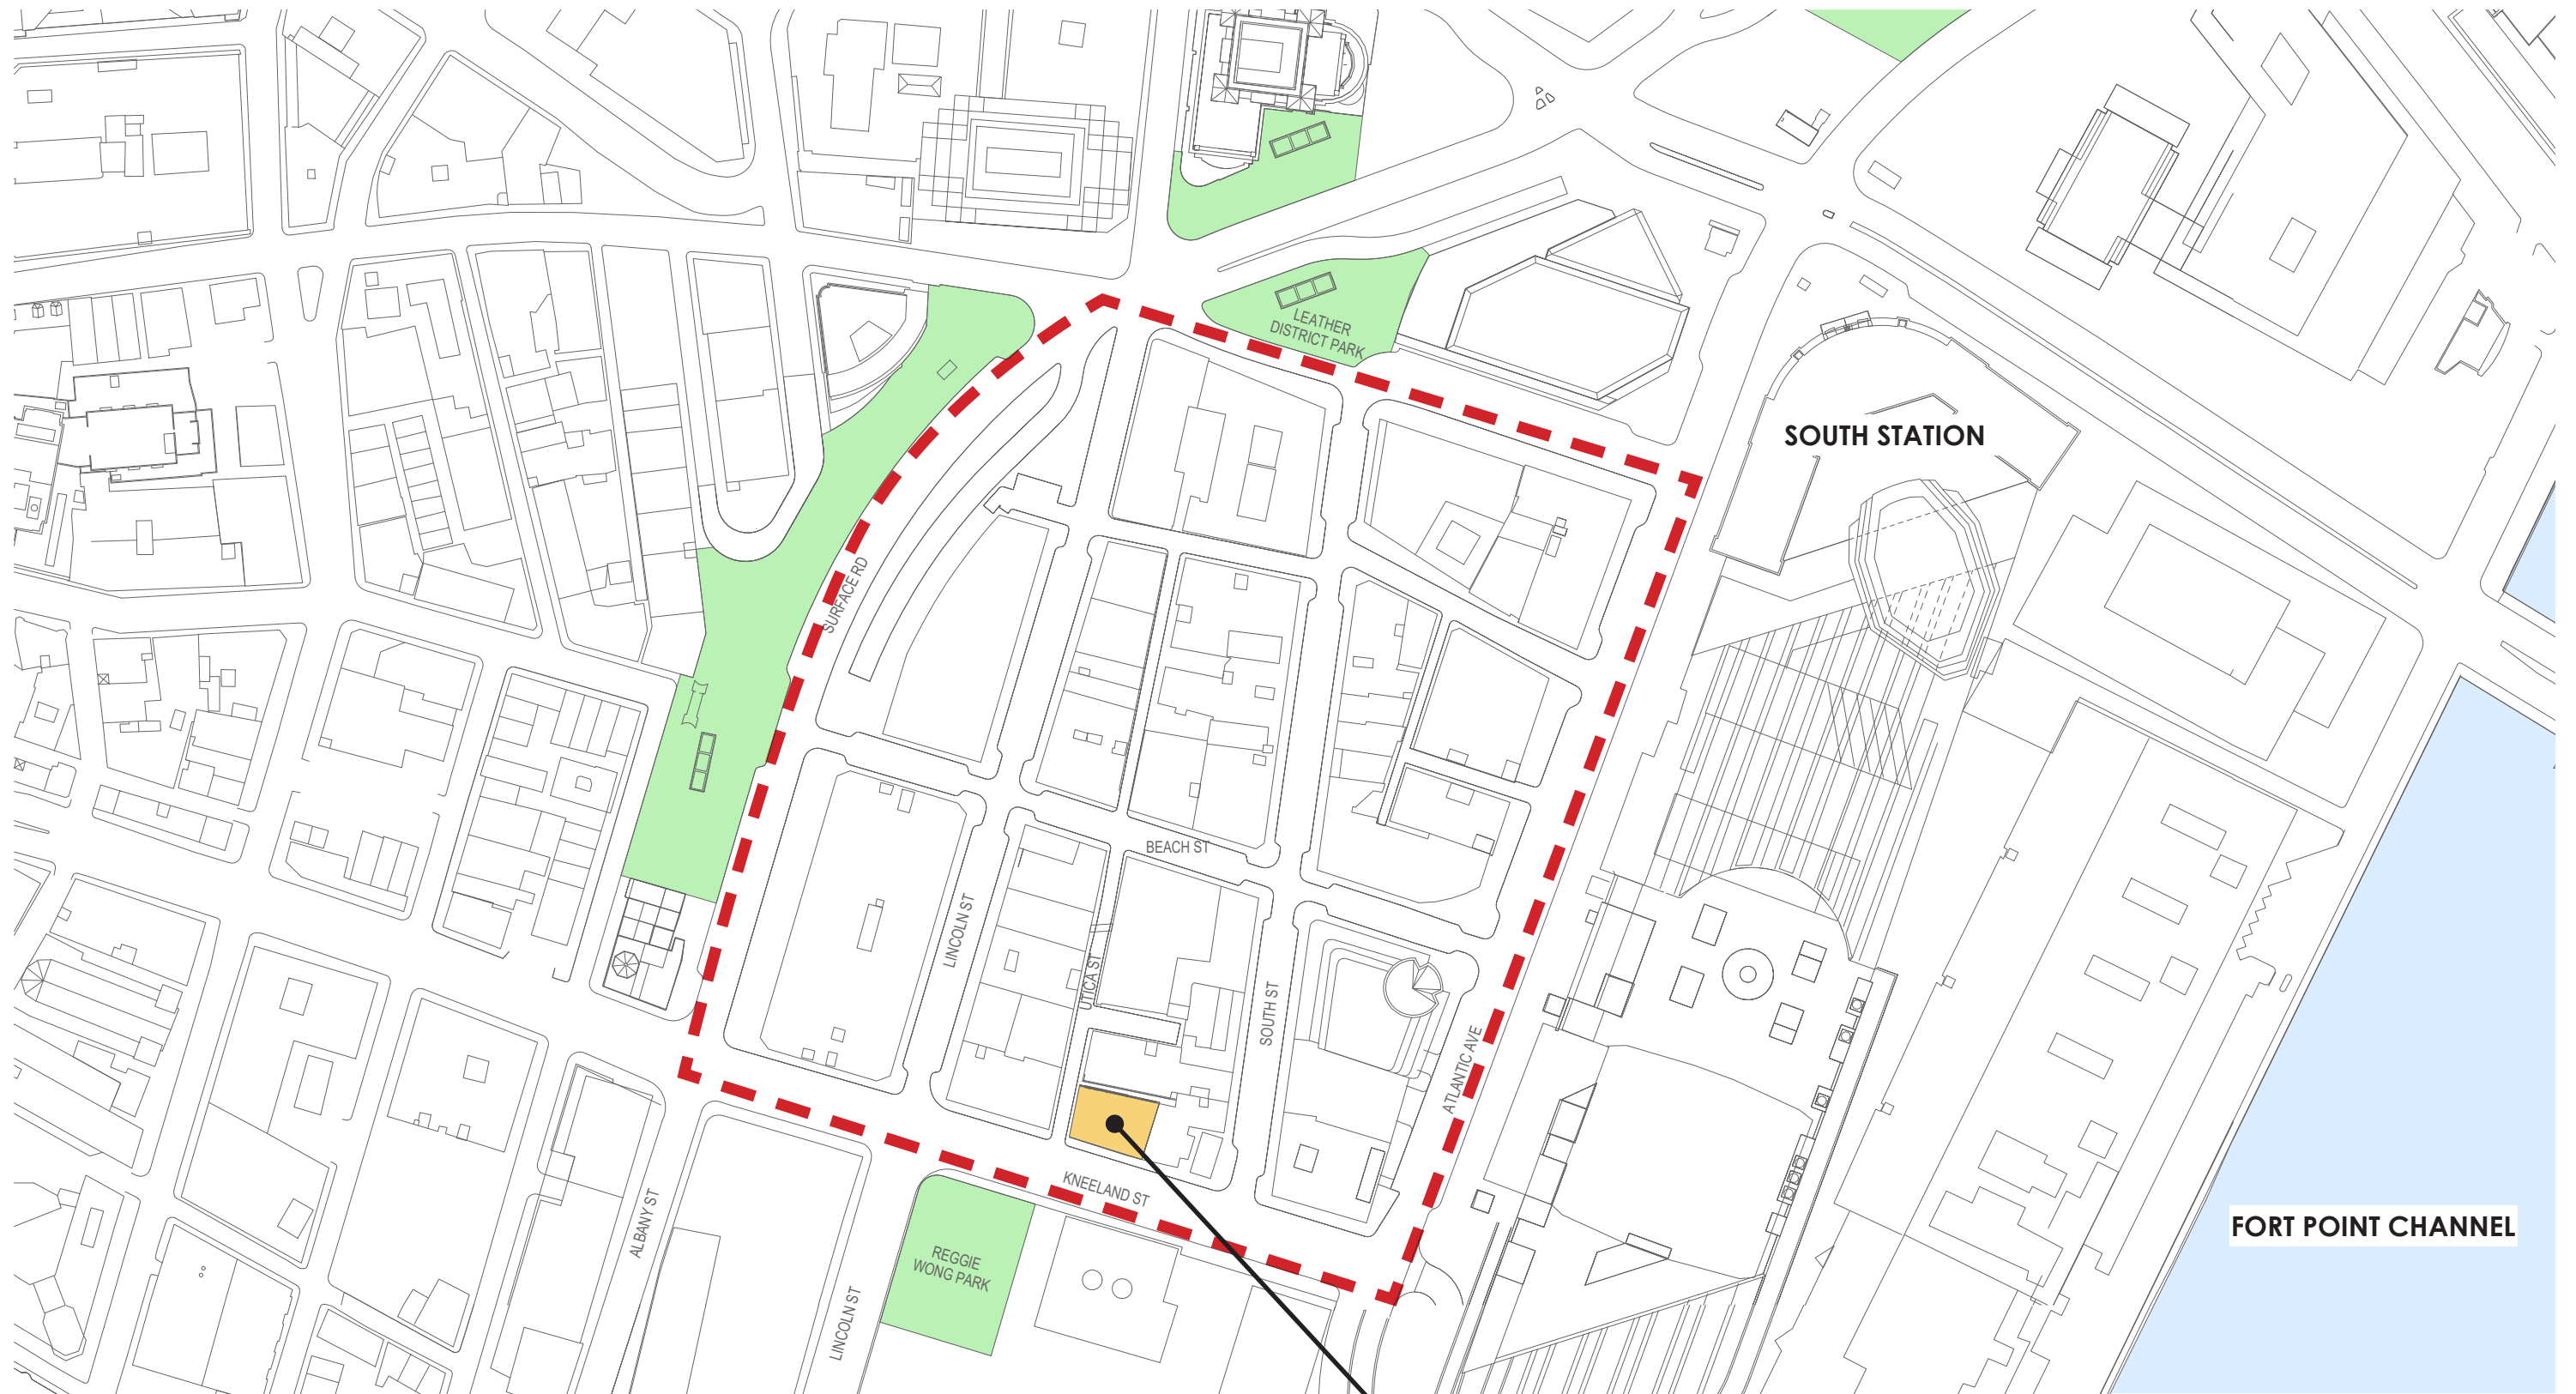 LEATHER
DISTRICT PARK
SOUTH STATION
SURFACE RD
BEACH ST
LINCOLN ST
UTICA ST
SOUTH ST
ATLANTIC AVE
KNEELAND ST
ALBANY ST
REGGIE
WONG PARK
FORT POINT CHANNEL
LINCOLN ST